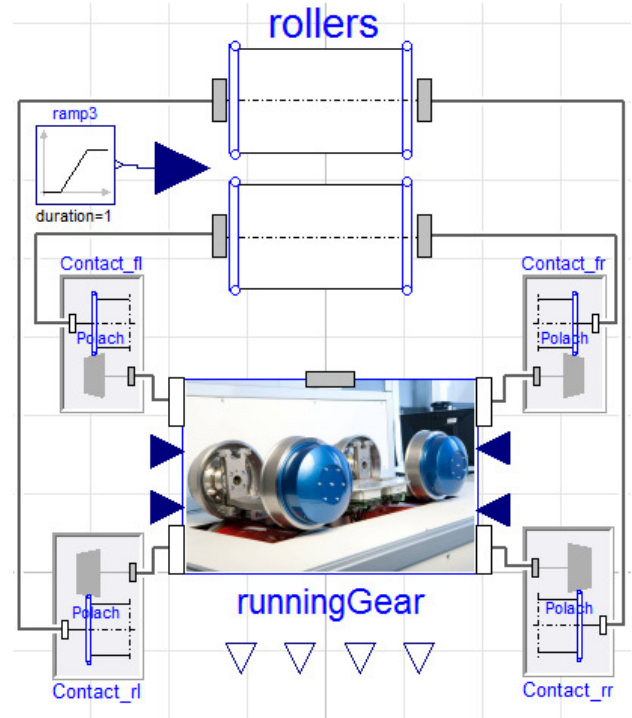 rollers
ramp3
duration=1
Contact_fl
Contact_fr
Polach
Polach
runningGear
Polach
Polach
Contact_rl
Contact_rr